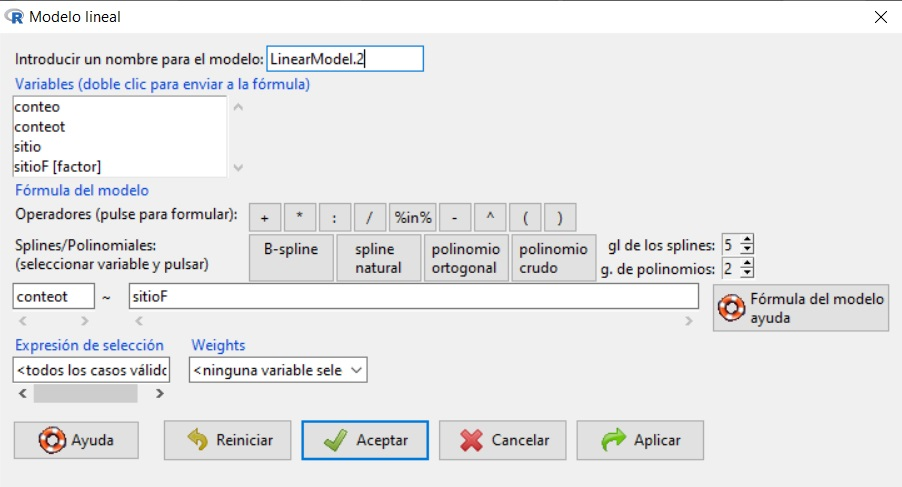 Modelo lineal
Introducir un nombre para el modelo: LinearModel.2
Variables (doble clic para enviar a la fórmula)
conteo
conteot
sitio
sitioF [factor]
Fórmula del modelo
Operadores (pulse para formular): + * : / %in% - ^ ( )
Splines/Polinomiales:
(seleccionar variable y pulsar)
B-spline
spline
natural
polinomio
ortogonal
polinomio
crudo
gl de los splines: 5
g. de polinomios: 2
conteot ~ sitioF
Fórmula del modelo
ayuda
Expresión de selección Weights
<todos los casos válidc <ninguna variable sele
Ayuda Reiniciar Aceptar Cancelar Aplicar